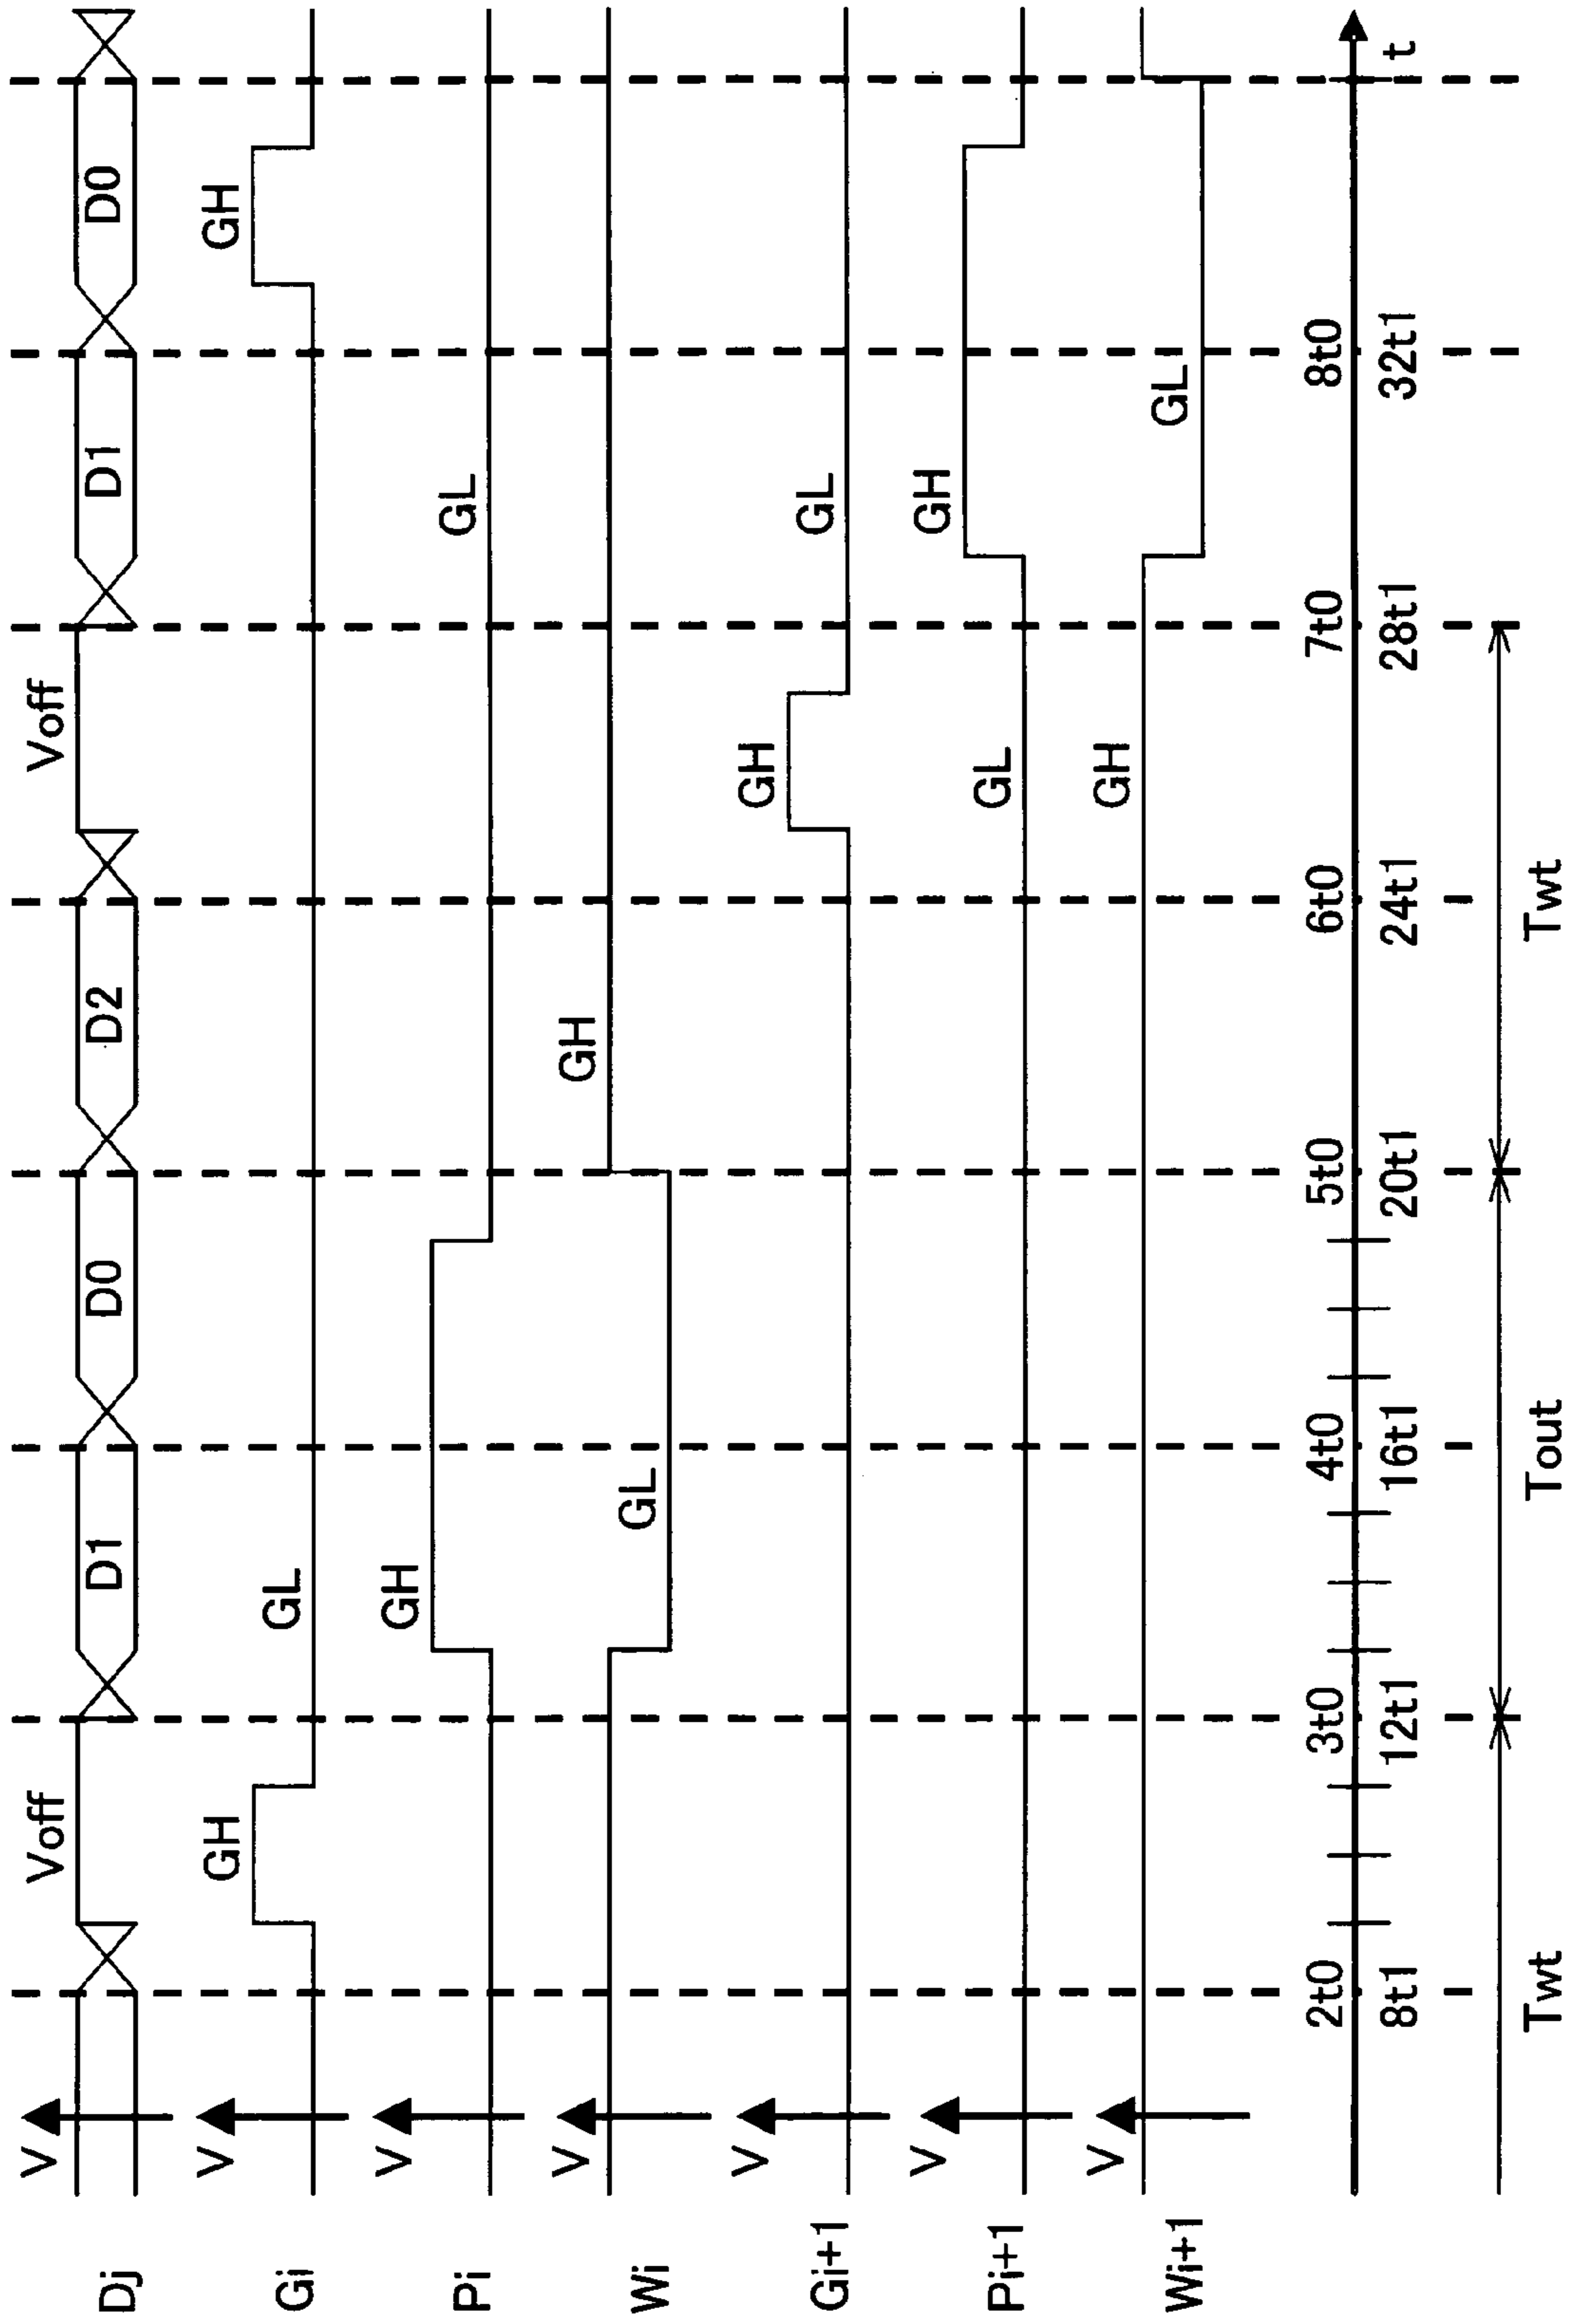 Dj V Voff D1 D0 D2 Voff D1 D0
Gi V GH GL GH
Pi V GH GL
Wi V GL GH
Gi+1 V GH GL
Pi+1 V GL GH
Wi+1 V GH GL
2t0 3t0 4t0 5t0 6t0 7t0 8t0
8t1 12t1 16t1 20t1 24t1 28t1 32t1 t
Twt Tout Twt